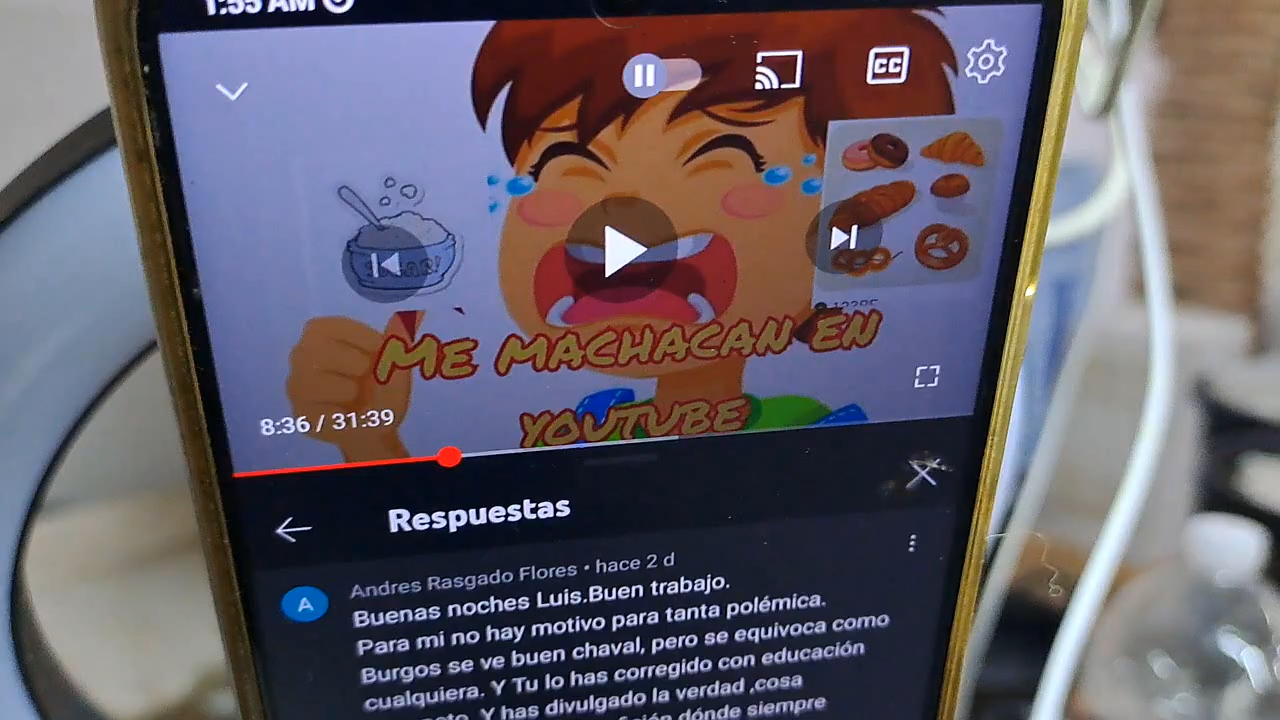 1:55 AM
CC
SUGAR!
ME MACHACAN EN
YOUTUBE
8:36 / 31:39
Respuestas
A
Andres Rasgado Flores • hace 2 d
Buenas noches Luis.Buen trabajo.
Para mi no hay motivo para tanta polémica.
Burgos se ve buen chaval, pero se equivoca como
cualquiera. Y Tu lo has corregido con educación
Y has divulgado la verdad ,cosa
dónde siempre